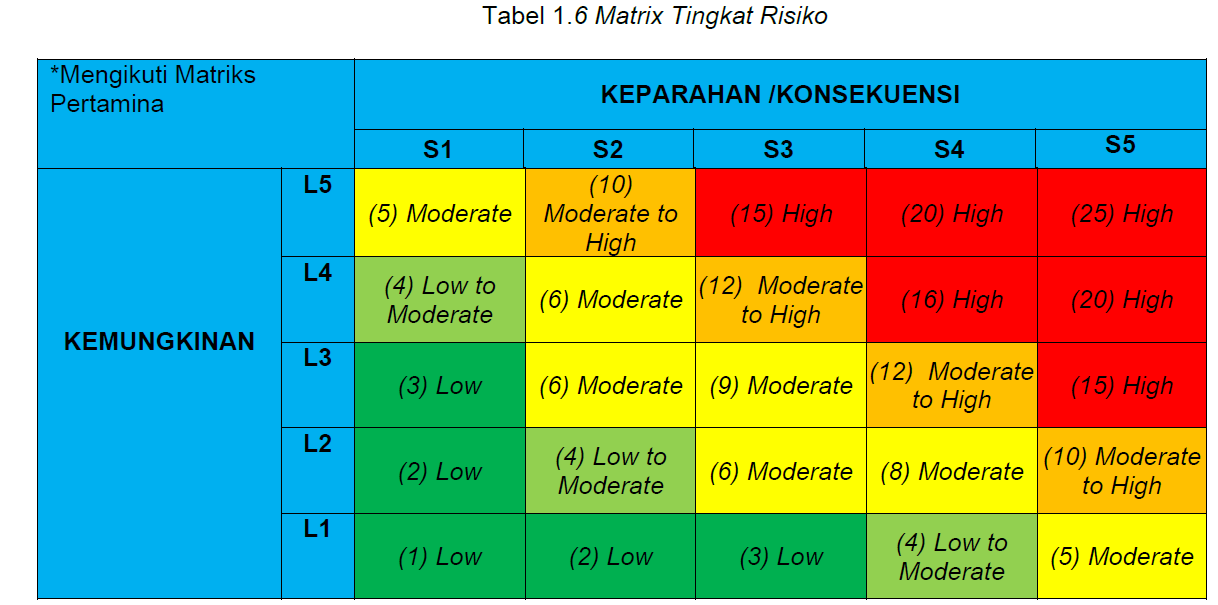 Tabel 1.6 Matrix Tingkat Risiko
*Mengikuti Matriks
Pertamina
KEPARAHAN /KONSEKUENSI
S1
S2
S3
S4
S5
KEMUNGKINAN
L5
(5) Moderate
(10)
Moderate to
High
(15) High
(20) High
(25) High
L4
(4) Low to
Moderate
(6) Moderate
(12) Moderate
to High
(16) High
(20) High
L3
(3) Low
(6) Moderate
(9) Moderate
(12) Moderate
to High
(15) High
L2
(2) Low
(4) Low to
Moderate
(6) Moderate
(8) Moderate
(10) Moderate
to High
L1
(1) Low
(2) Low
(3) Low
(4) Low to
Moderate
(5) Moderate